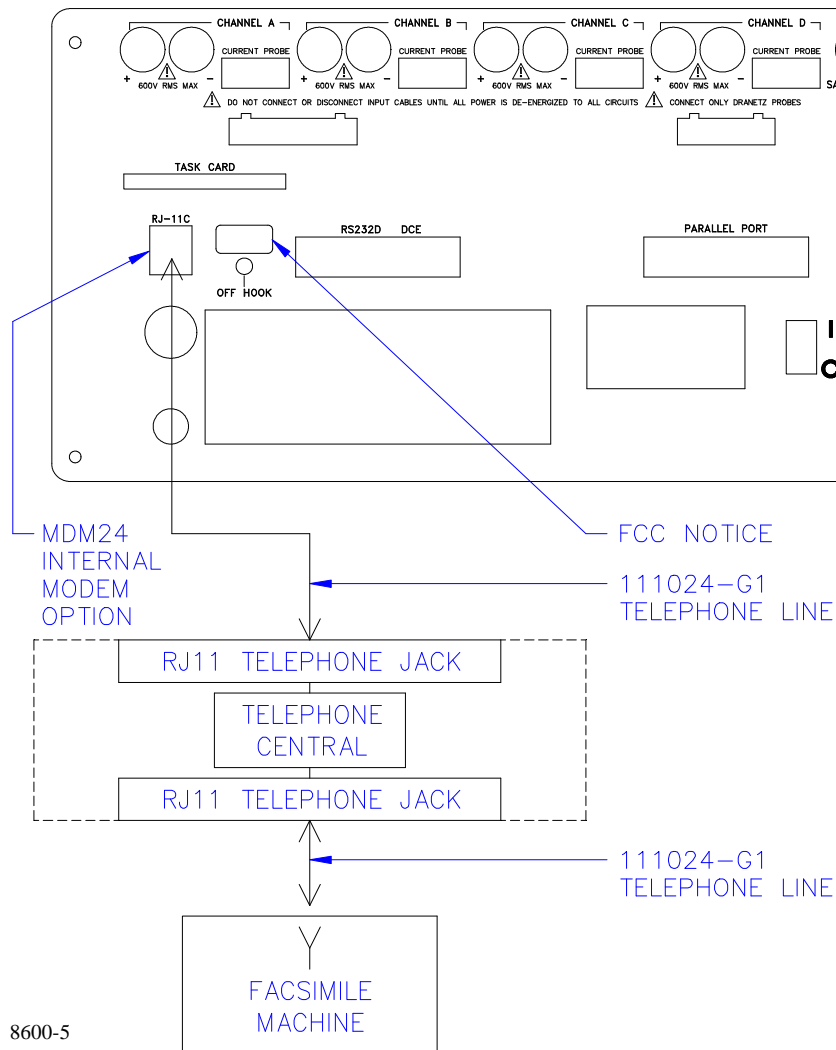 CHANNEL A
CHANNEL B
CHANNEL C
CHANNEL D
CURRENT PROBE
CURRENT PROBE
CURRENT PROBE
CURRENT PROBE
+ -
+ -
+ -
+ -
600V RMS MAX
600V RMS MAX
600V RMS MAX
600V RMS MAX
SA
DO NOT CONNECT OR DISCONNECT INPUT CABLES UNTIL ALL POWER IS DE-ENERGIZED TO ALL CIRCUITS
CONNECT ONLY DRANETZ PROBES
TASK CARD
RJ-11C
RS232D DCE
PARALLEL PORT
OFF HOOK
I
O
MDM24
INTERNAL
MODEM
OPTION
FCC NOTICE
111024-G1
TELEPHONE LINE
RJ11 TELEPHONE JACK
TELEPHONE
CENTRAL
RJ11 TELEPHONE JACK
111024-G1
TELEPHONE LINE
FACSIMILE
MACHINE
8600-5